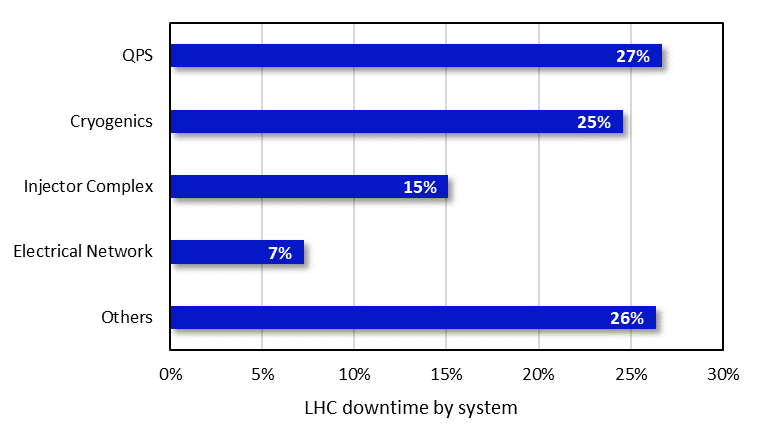 QPS 27%
Cryogenics 25%
Injector Complex 15%
Electrical Network 7%
Others 26%
0% 5% 10% 15% 20% 25% 30%
LHC downtime by system